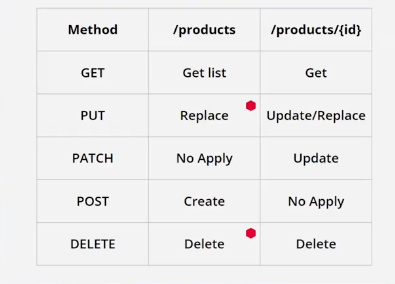 Method /products /products/{id}
GET Get list Get
PUT Replace Update/Replace
PATCH No Apply Update
POST Create No Apply
DELETE Delete Delete